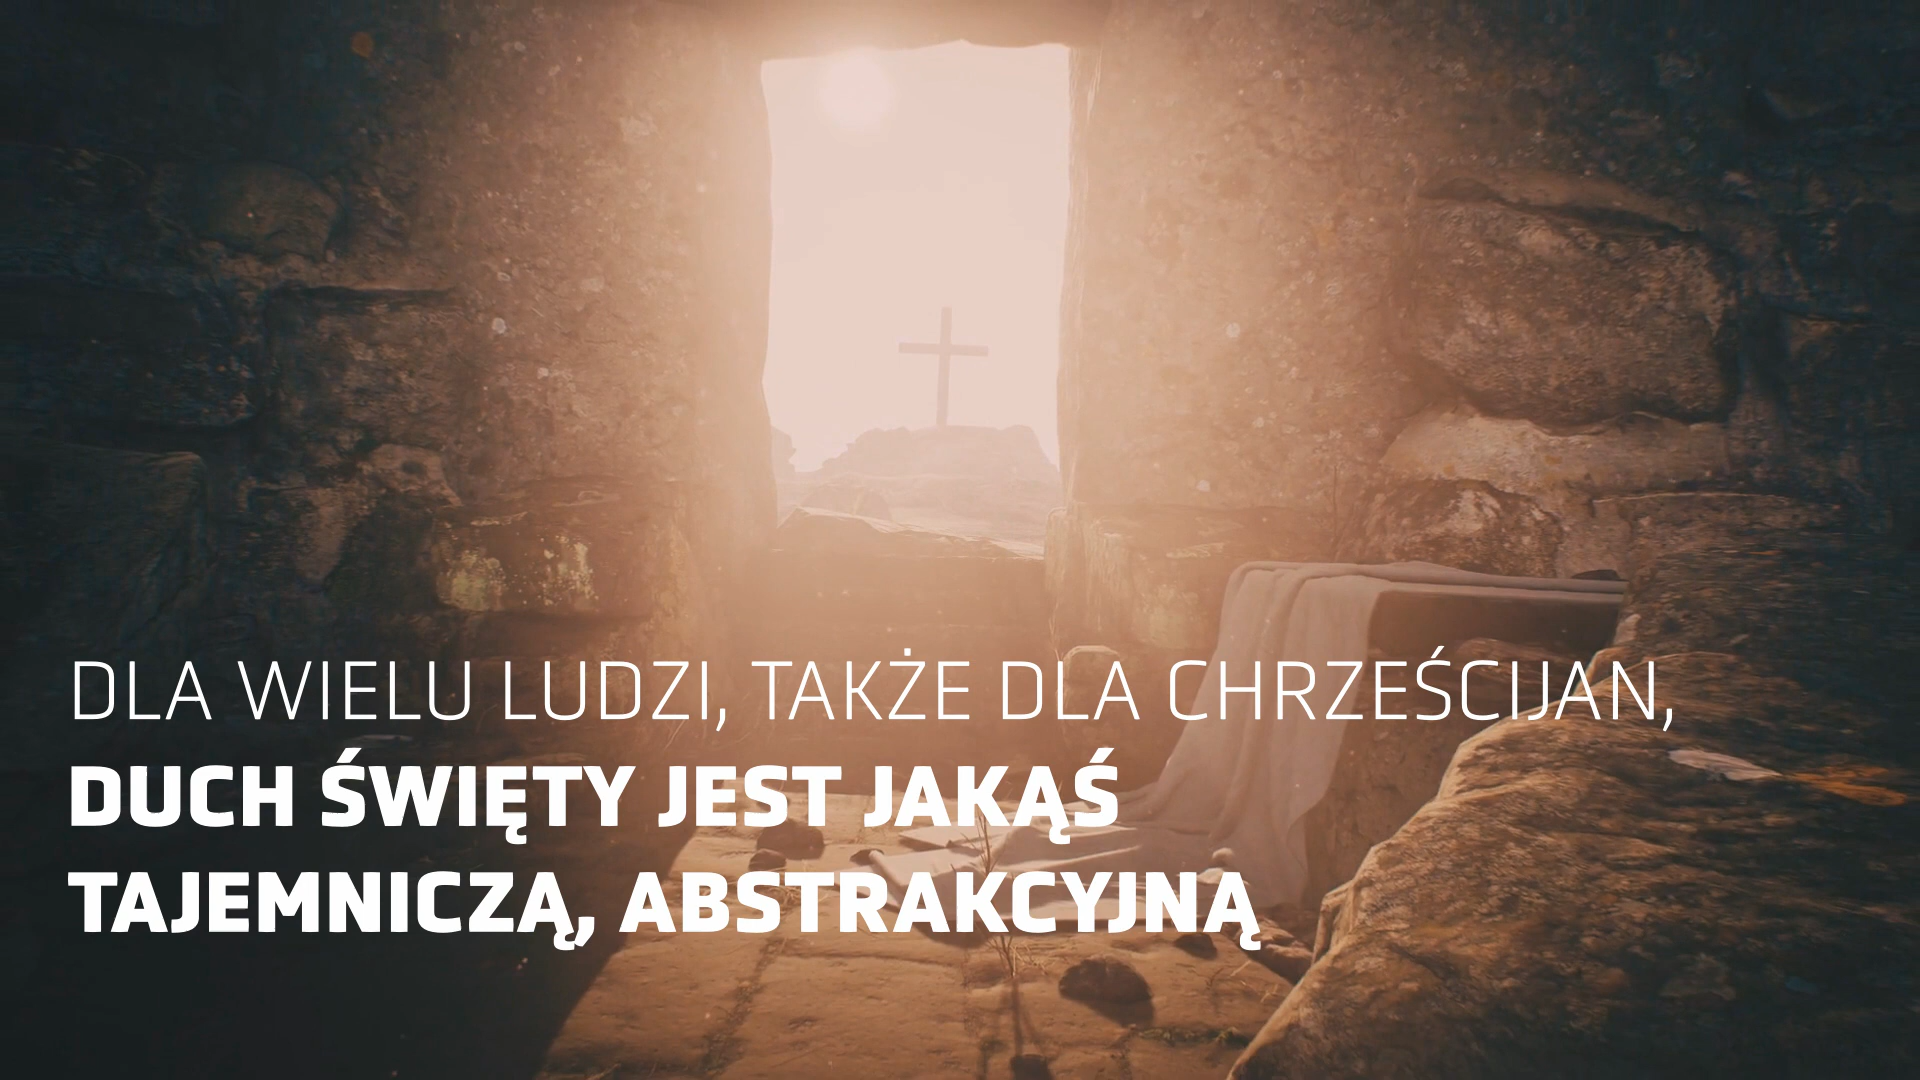 DLA WIELU LUDZI, TAKŻE DLA CHRZEŚCIJAN,
DUCH ŚWIĘTY JEST JAKĄŚ
TAJEMNICZĄ, ABSTRAKCYJNĄ